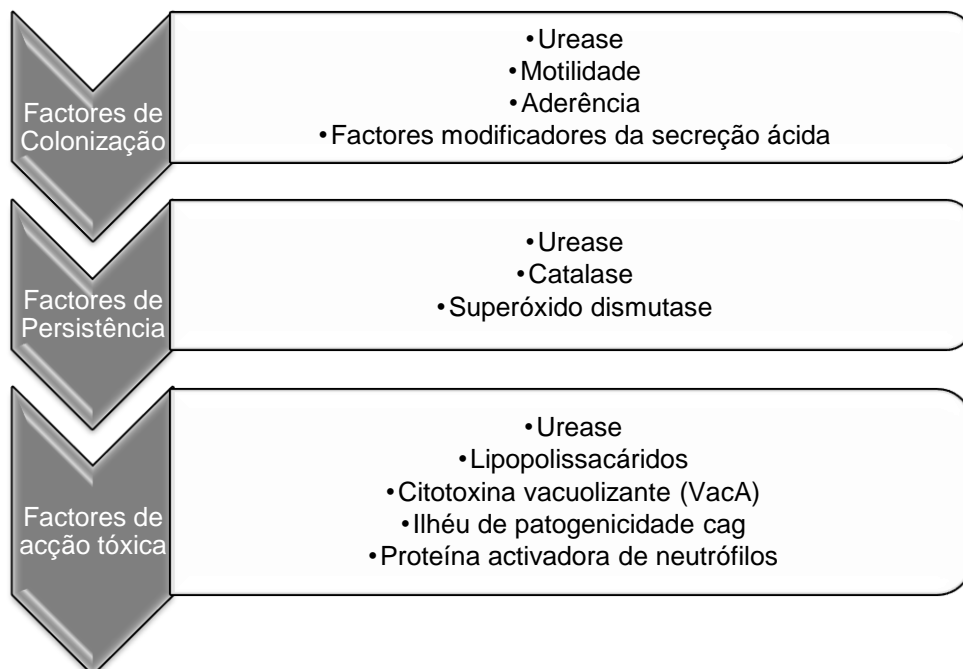 Factores de
Colonização
•Urease
•Motilidade
•Aderência
•Factores modificadores da secreção ácida
Factores de
Persistência
•Urease
•Catalase
•Superóxido dismutase
Factores de
acção tóxica
•Urease
•Lipopolissacáridos
•Citotoxina vacuolizante (VacA)
•Ilhéu de patogenicidade cag
•Proteína activadora de neutrófilos